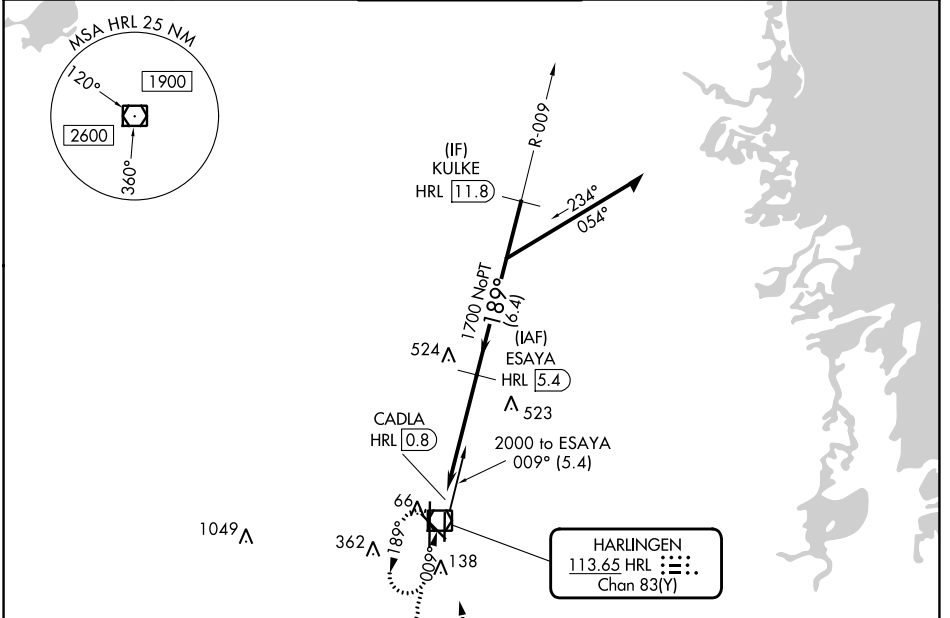 MSA HRL 25 NM
120°
1900
2600
360°
R-009
(IF)
KULKE
HRL 11.8
234°
054°
1700 NoPT
189°
(6.4)
(IAF)
ESAYA
HRL 5.4
524
523
CADLA
HRL 0.8
2000 to ESAYA
009° (5.4)
66
1049
362
189°
009°
138
HARLINGEN
113.65 HRL
Chan 83(Y)